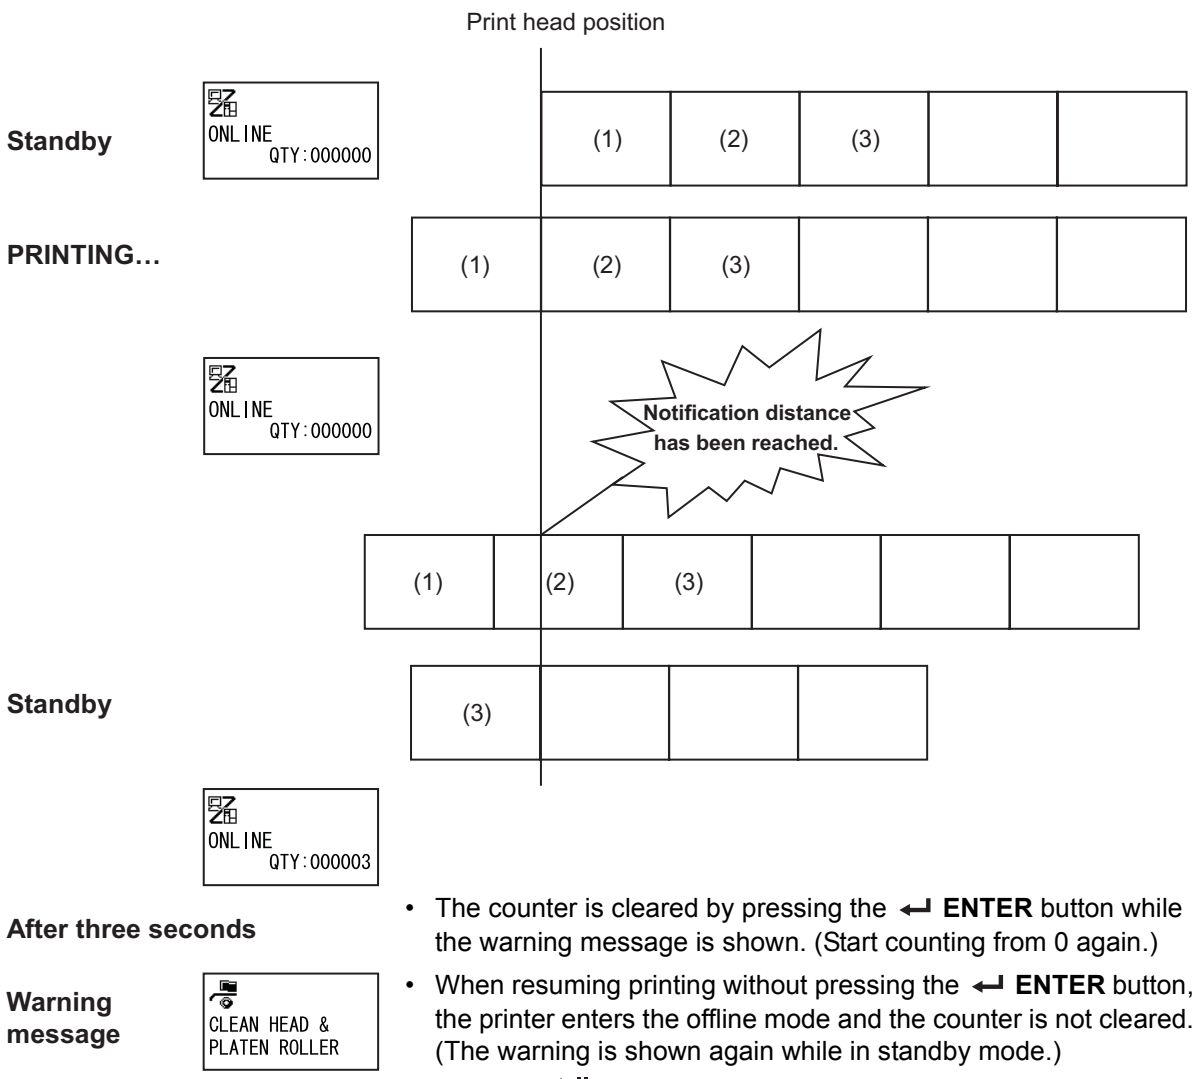 Print head position
Standby
ONLINE
QTY:000000
(1) (2) (3)
PRINTING…
(1) (2) (3)
ONLINE
QTY:000000
Notification distance
has been reached.
(1) (2) (3)
Standby
(3)
ONLINE
QTY:000003
After three seconds
• The counter is cleared by pressing the ↵ ENTER button while
the warning message is shown. (Start counting from 0 again.)
Warning
message
CLEAN HEAD &
PLATEN ROLLER
• When resuming printing without pressing the ↵ ENTER button,
the printer enters the offline mode and the counter is not cleared.
(The warning is shown again while in standby mode.)